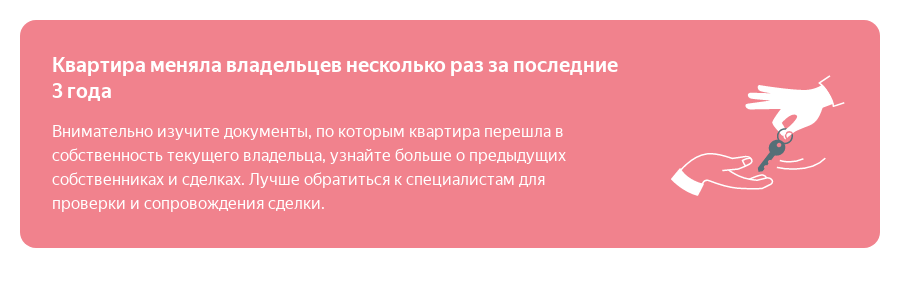 Квартира меняла владельцев несколько раз за последние
3 года
Внимательно изучите документы, по которым квартира перешла в
собственность текущего владельца, узнайте больше о предыдущих
собственниках и сделках. Лучше обратиться к специалистам для
проверки и сопровождения сделки.